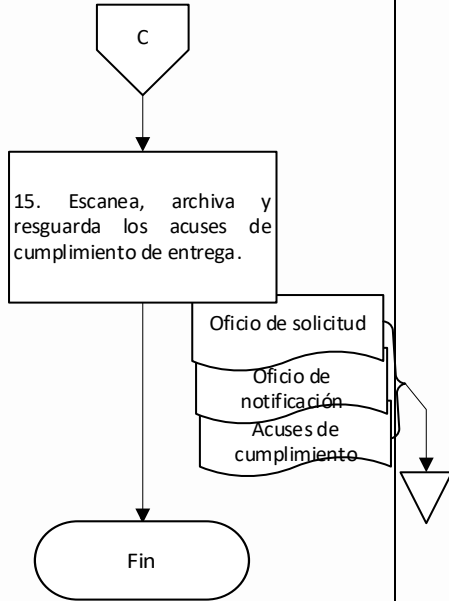 C
15. Escanea, archiva y
resguarda los acuses de
cumplimiento de entrega.
Oficio de solicitud
Oficio de
notificación
Acuses de
cumplimiento
Fin